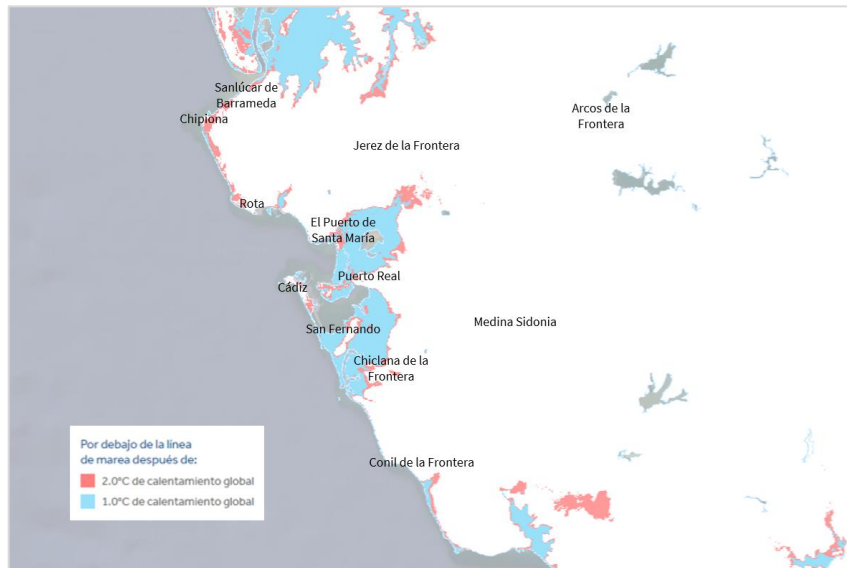 Sanlúcar de
Barrameda
Arcos de la
Frontera
Chipiona
Jerez de la Frontera
Rota
El Puerto de
Santa María
Puerto Real
Cádiz
Medina Sidonia
San Fernando
Chiclana de la
Frontera
Conil de la Frontera
Por debajo de la línea
de marea después de:
2.0°C de calentamiento global
1.0°C de calentamiento global